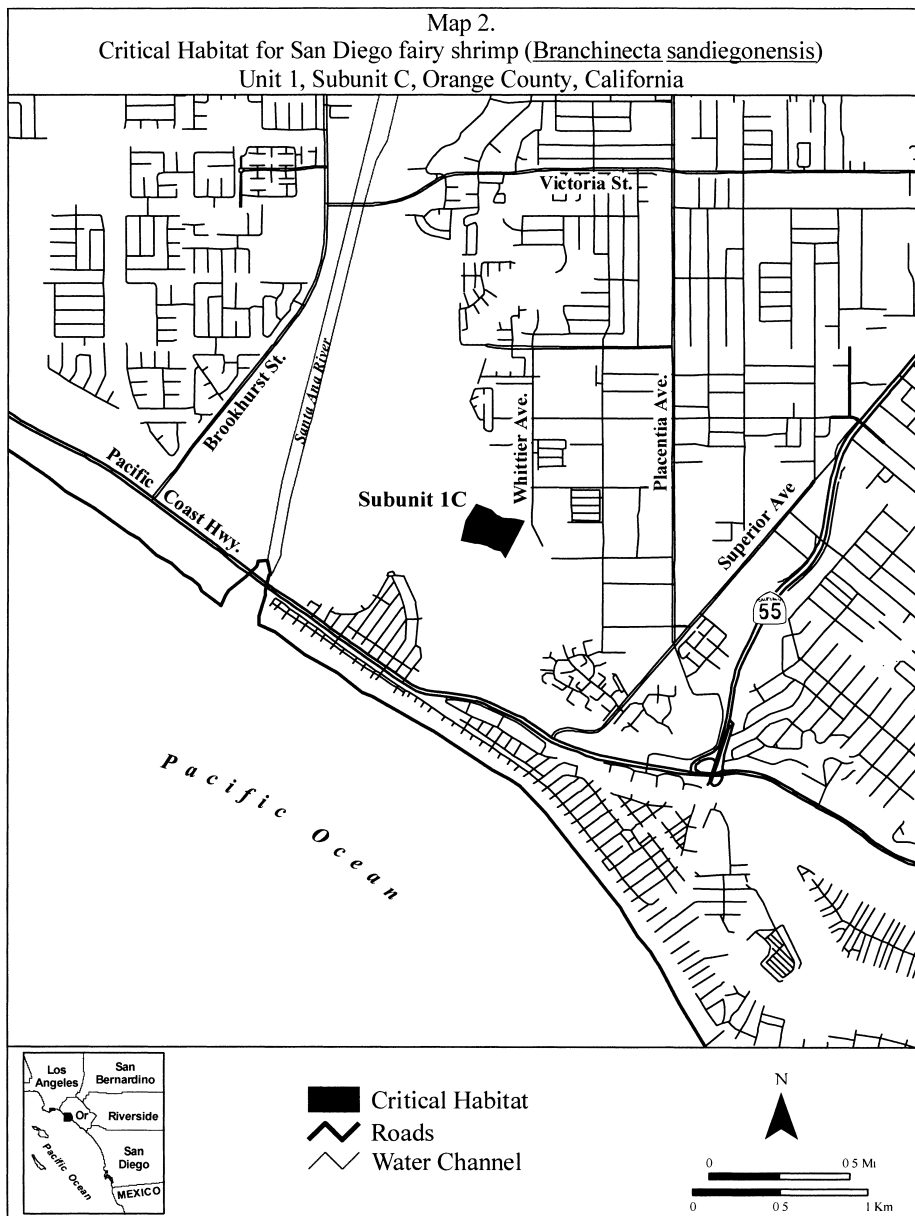 Map 2.
Critical Habitat for San Diego fairy shrimp (Branchinecta sandiegonensis)
Unit 1, Subunit C, Orange County, California
Victoria St.
Brookhurst St.
Santa Ana River
Whittier Ave.
Placentia Ave.
Pacific Coast Hwy.
Subunit 1C
Superior Ave
55
Pacific Ocean
Los Angeles
San Bernardino
Or
Riverside
Pacific Ocean
San Diego
MEXICO
Critical Habitat
Roads
Water Channel
N
0 0 5 Mi
0 0 5 1 Km